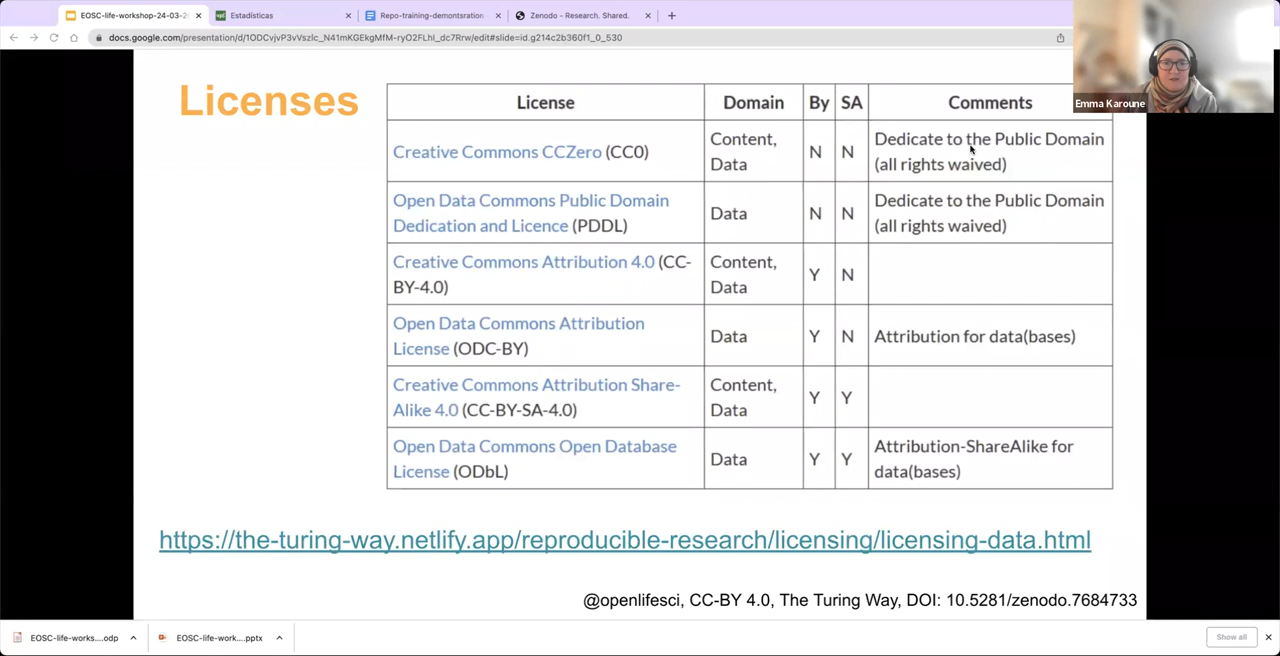 EOSC-life-workshop-24-03-2
Estadísticas
Repo-training-demontsration
Zenodo - Research. Shared.
docs.google.com/presentation/d/1ODCvjvP3vVszlc_N41mKGEkgMfM-ryO2FLhI_dc7Rrw/edit#slide=id.g214c2b360f1_0_530
Emma Karoune
Licenses
License Domain By SA Comments
Creative Commons CCZero (CC0) Content, Data N N Dedicate to the Public Domain (all rights waived)
Open Data Commons Public Domain Dedication and Licence (PDDL) Data N N Dedicate to the Public Domain (all rights waived)
Creative Commons Attribution 4.0 (CC-BY-4.0) Content, Data Y N
Open Data Commons Attribution License (ODC-BY) Data Y N Attribution for data(bases)
Creative Commons Attribution Share-Alike 4.0 (CC-BY-SA-4.0) Content, Data Y Y
Open Data Commons Open Database License (ODbL) Data Y Y Attribution-ShareAlike for data(bases)
https://the-turing-way.netlify.app/reproducible-research/licensing/licensing-data.html
@openlifesci, CC-BY 4.0, The Turing Way, DOI: 10.5281/zenodo.7684733
EOSC-life-works....odp
EOSC-life-work....pptx
Show all